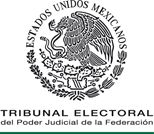 ESTADOS UNIDOS MEXICANOS
TRIBUNAL ELECTORAL
del Poder Judicial de la Federación